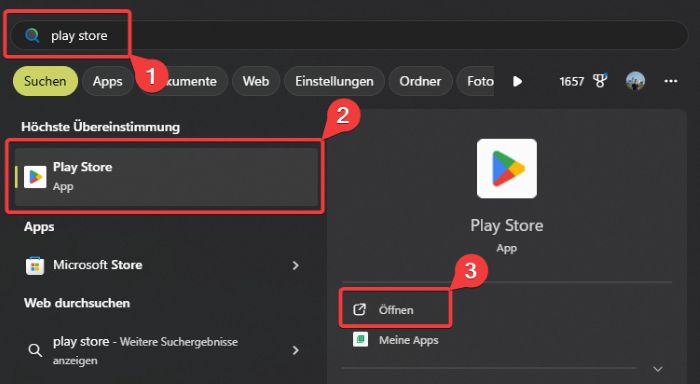 play store
1
Suchen Apps kumente Web Einstellungen Ordner Foto 1657
Höchste Übereinstimmung
2
Play Store
App
Apps
Microsoft Store
Web durchsuchen
play store - Weitere Suchergebnisse
anzeigen
Play Store
App
3
Öffnen
Meine Apps